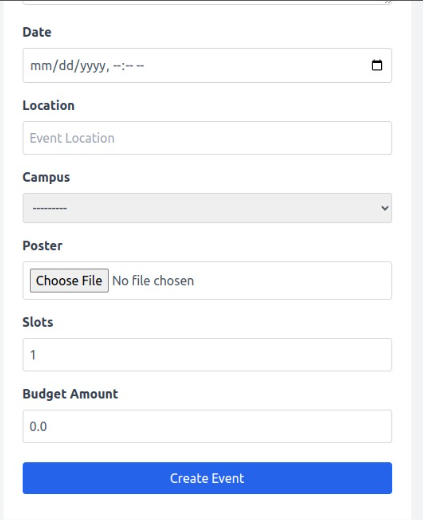 Date
mm/dd/yyyy, --:-- --
Location
Event Location
Campus
---------
Poster
Choose File No file chosen
Slots
1
Budget Amount
0.0
Create Event